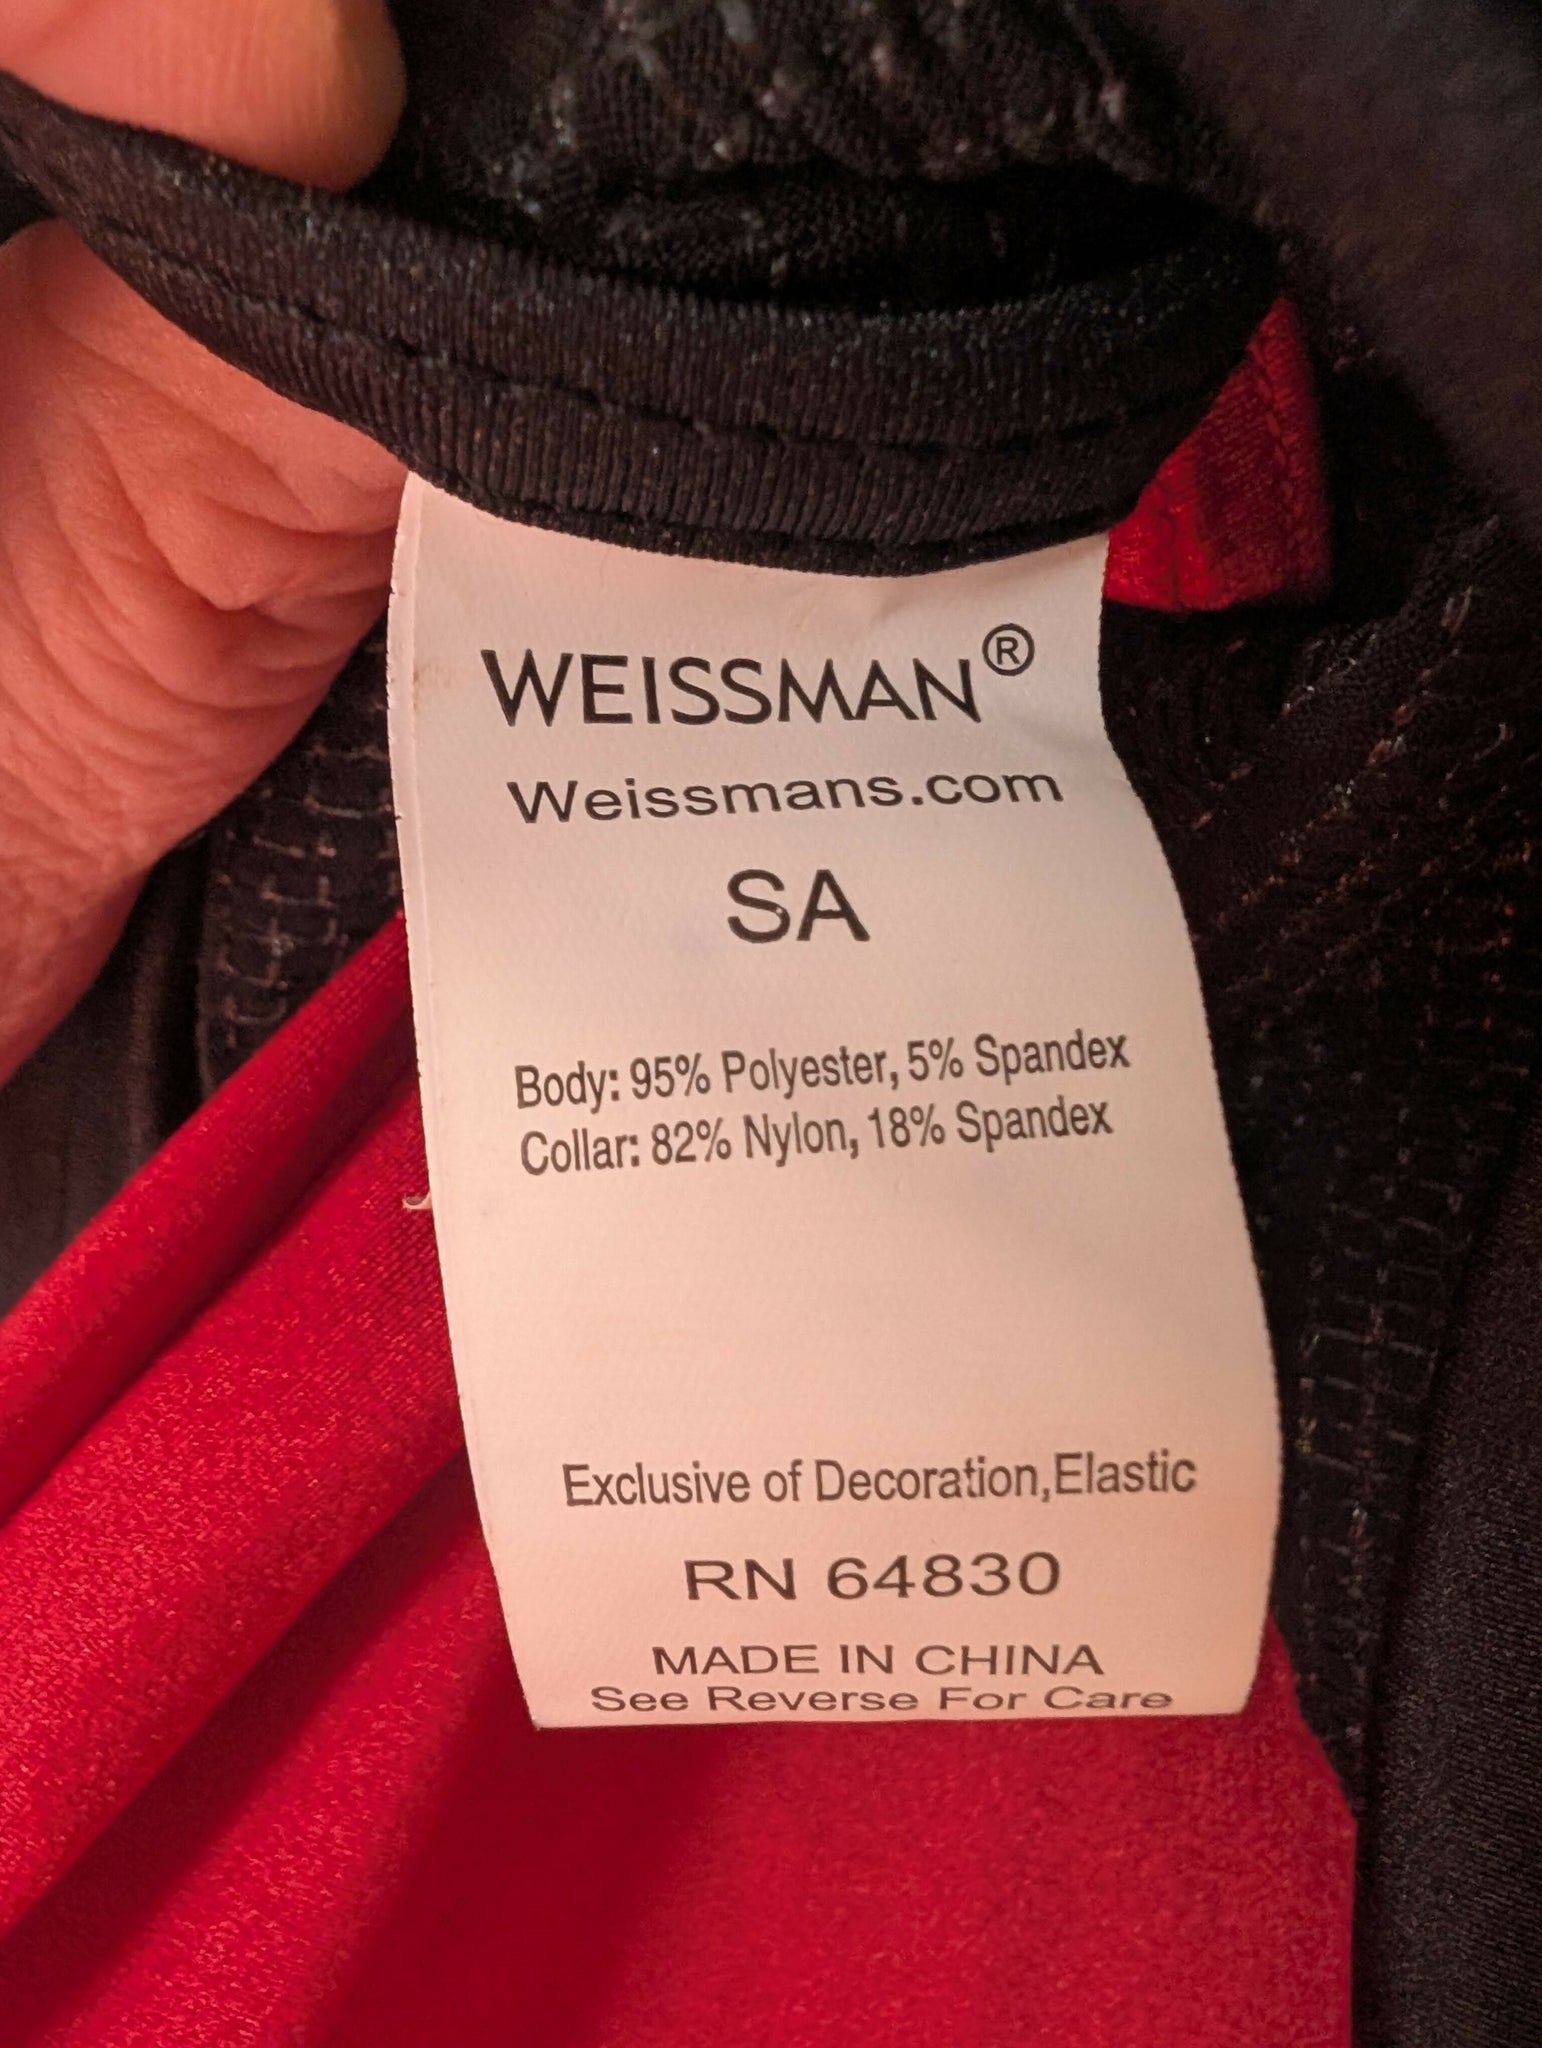 WEISSMAN®
Weissmans.com
SA
Body: 95% Polyester, 5% Spandex
Collar: 82% Nylon, 18% Spandex
Exclusive of Decoration,Elastic
RN 64830
MADE IN CHINA
See Reverse For Care